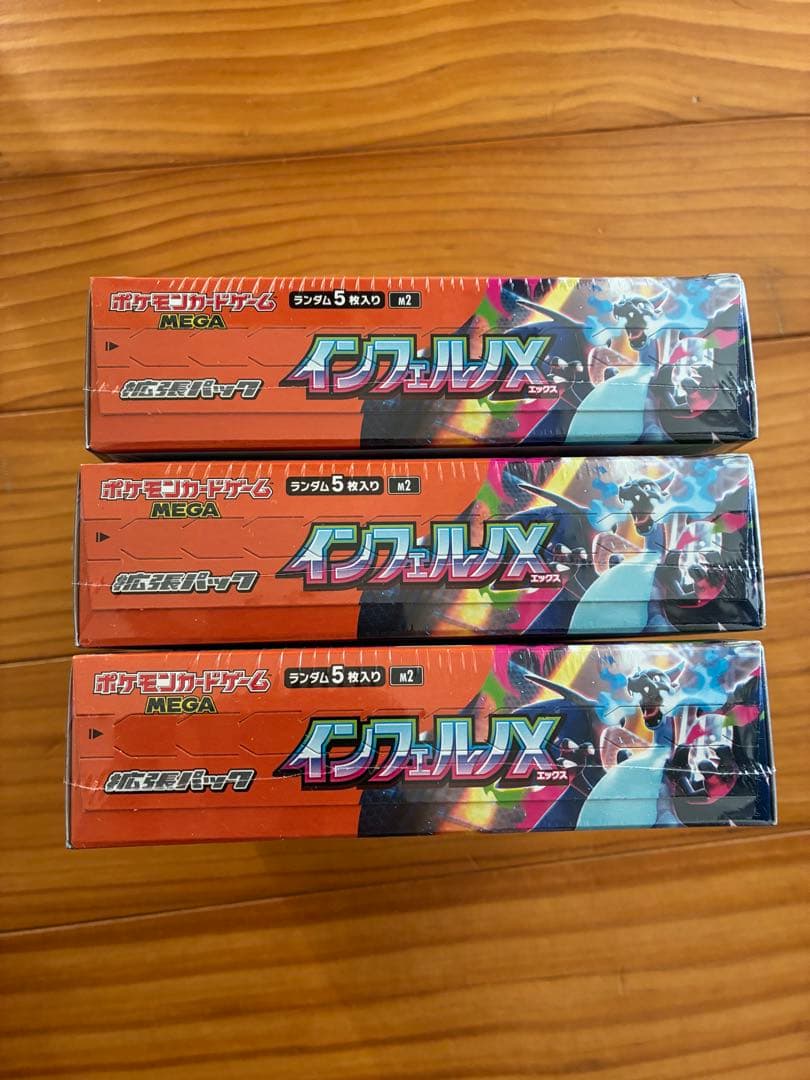 ポケモンカードゲーム
MEGA
ランダム5枚入り
M2
拡張パック
インフェルノX
エックス
ポケモンカードゲーム
MEGA
ランダム5枚入り
M2
拡張パック
インフェルノX
エックス
ポケモンカードゲーム
MEGA
ランダム5枚入り
M2
拡張パック
インフェルノX
エックス